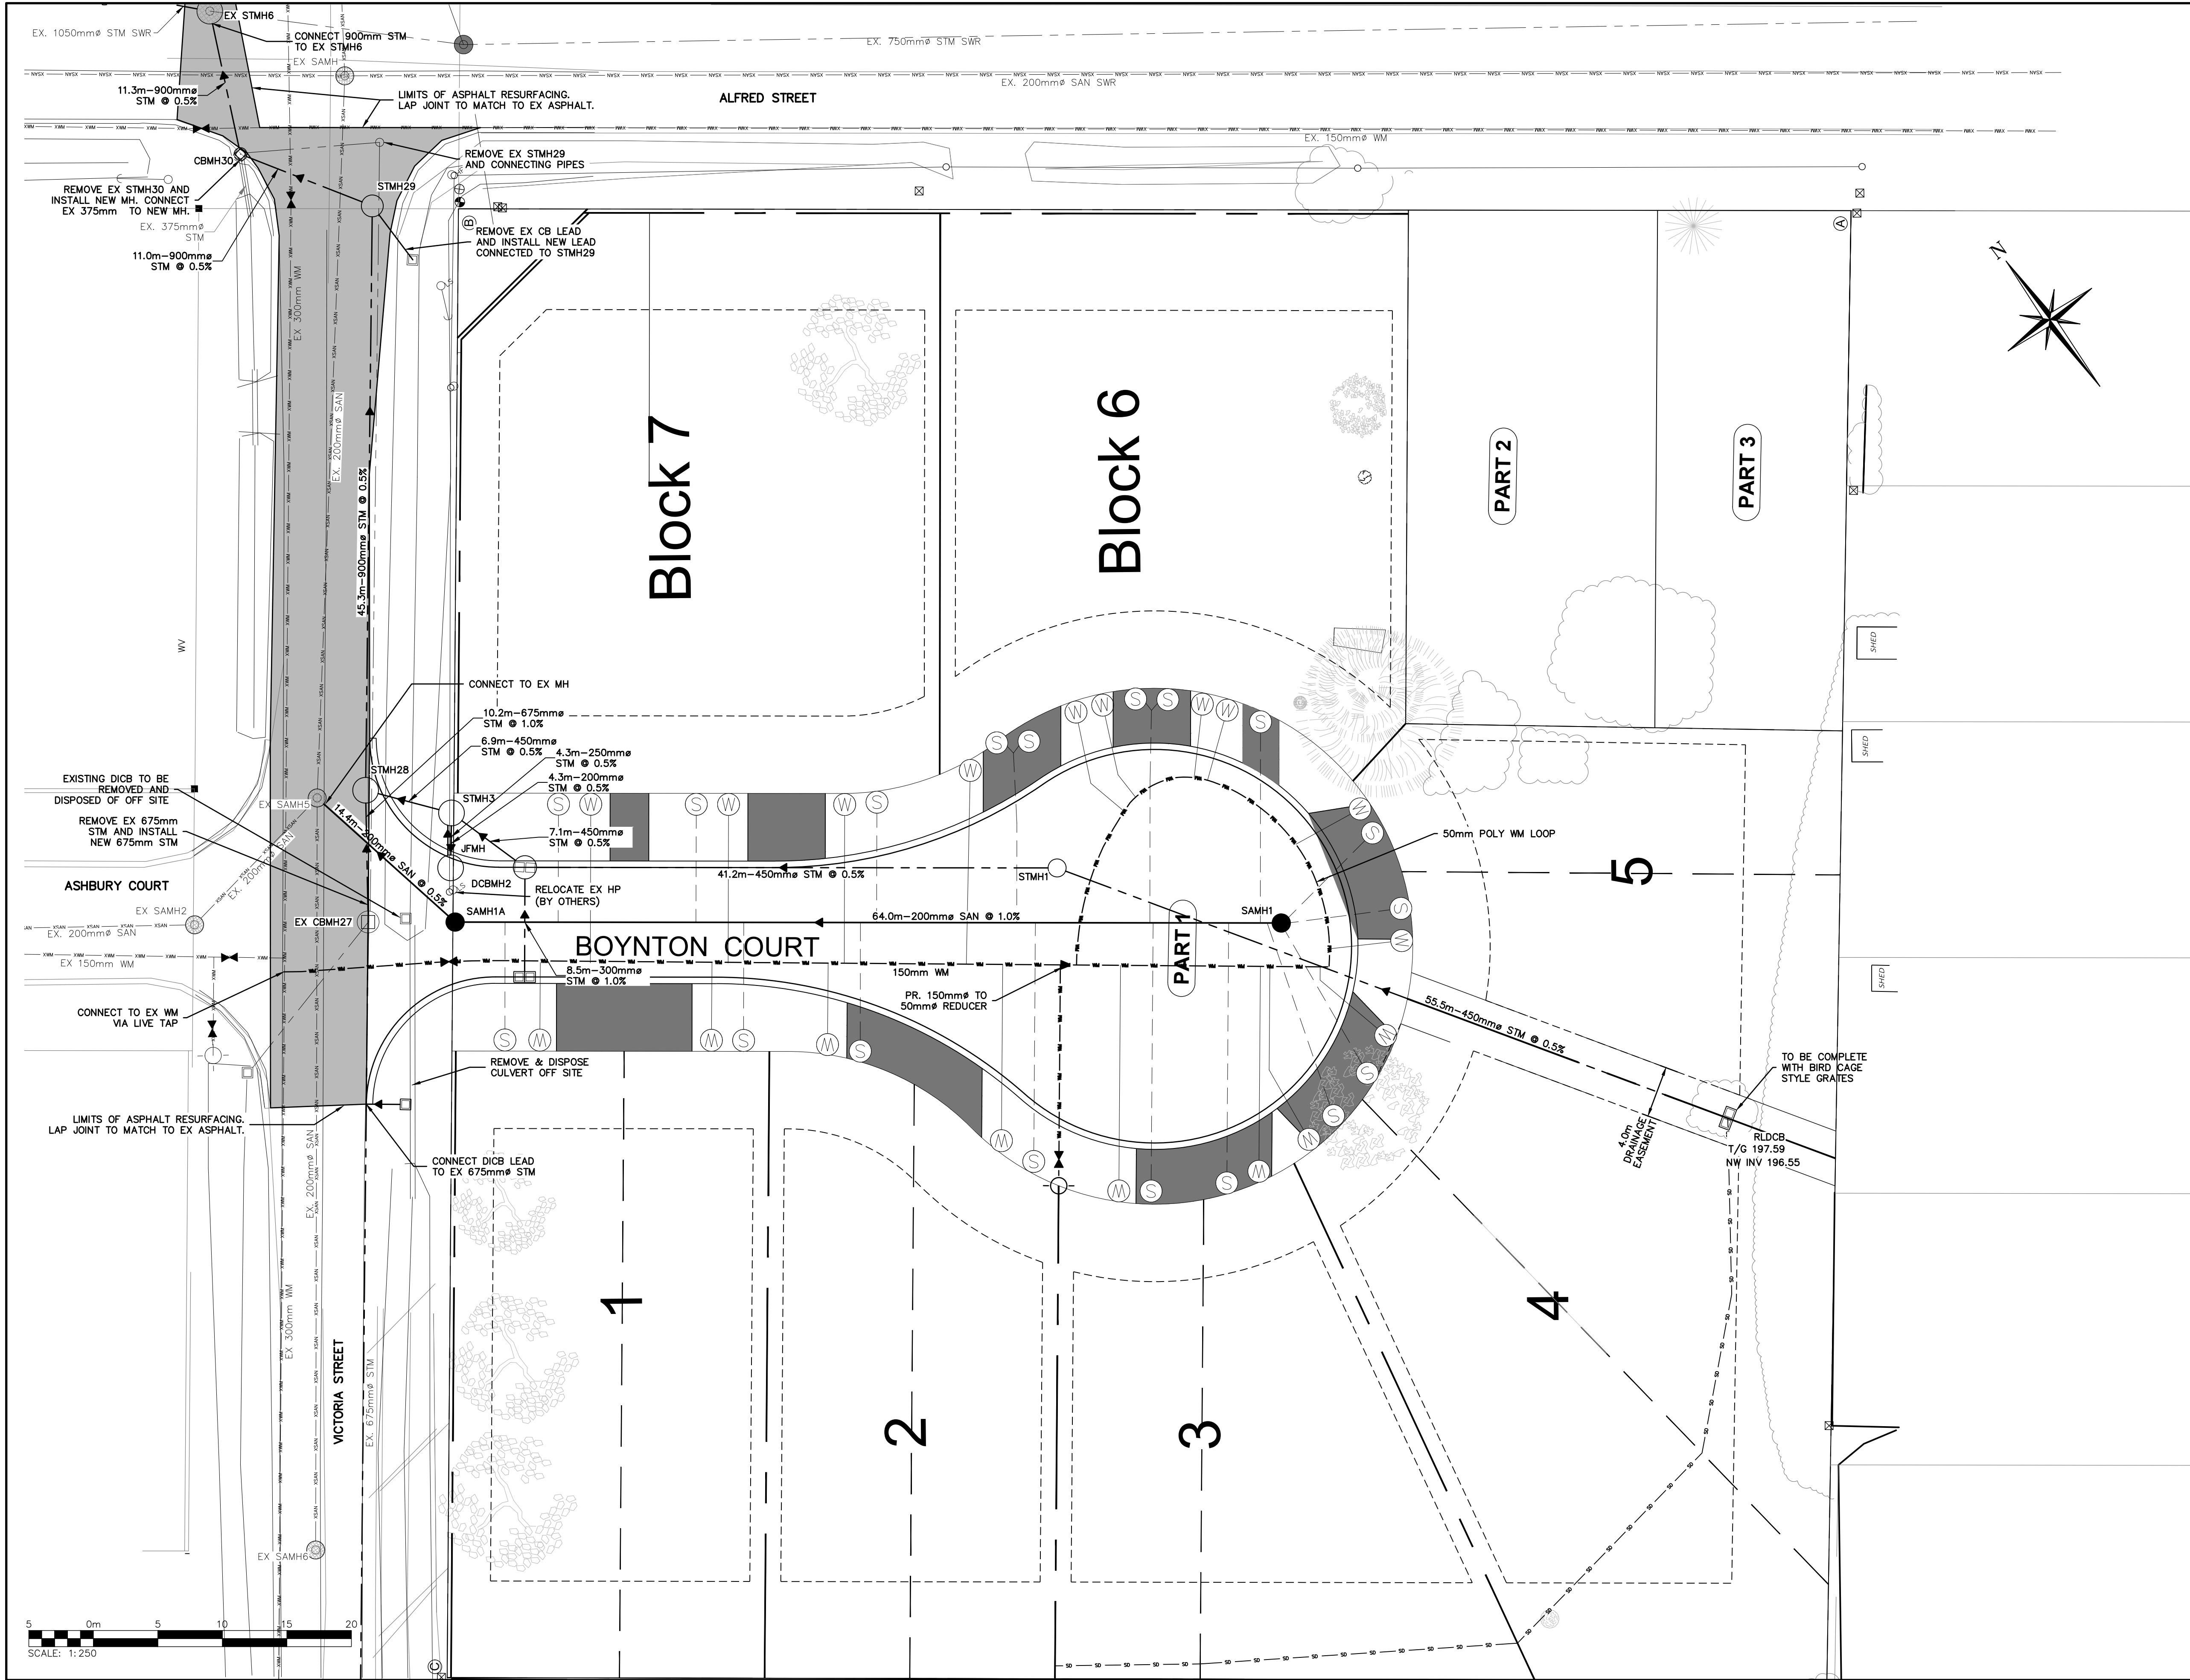 EX STMH6
EX. 1050mmø STM SWR
CONNECT 900mm STM
TO EX STMH6
EX SAMH
EX. 750mmø STM SWR
EX. 200mmø SAN SWR
11.3m-900mmø
STM @ 0.5%
LIMITS OF ASPHALT RESURFACING.
LAP JOINT TO MATCH TO EX ASPHALT.
ALFRED STREET
EX. 150mmø WM
CBMH30
REMOVE EX STMH29
AND CONNECTING PIPES
STMH29
REMOVE EX STMH30 AND
INSTALL NEW MH. CONNECT
EX 375mm TO NEW MH.
EX. 375mmø
STM
11.0m-900mmø
STM @ 0.5%
REMOVE EX CB LEAD
AND INSTALL NEW LEAD
CONNECTED TO STMH29
B
A
N
EX 300mm WM
EX. 200mmø SAN
45.3m-900mmø STM @ 0.5%
Block 7
Block 6
PART 2
PART 3
WV
SHED
SHED
SHED
CONNECT TO EX MH
10.2m-675mmø
STM @ 1.0%
6.9m-450mmø
STM @ 0.5%
4.3m-250mmø
STM @ 0.5%
4.3m-200mmø
STM @ 0.5%
7.1m-450mmø
STM @ 0.5%
STMH28
STMH3
JFMH
DCBMH2
EXISTING DICB TO BE
REMOVED AND
DISPOSED OF OFF SITE
REMOVE EX 675mm
STM AND INSTALL
NEW 675mm STM
EX SAMH5
14.4m-200mmø SAN @ 0.5%
EX. 200mmø SAN
ASHBURY COURT
EX SAMH2
EX. 200mmø SAN
EX CBMH27
EX 150mm WM
CONNECT TO EX WM
VIA LIVE TAP
RELOCATE EX HP
(BY OTHERS)
SAMH1A
41.2m-450mmø STM @ 0.5%
STMH1
64.0m-200mmø SAN @ 1.0%
SAMH1
BOYNTON COURT
PART 1
150mm WM
8.5m-300mmø
STM @ 1.0%
PR. 150mmø TO
50mmø REDUCER
50mm POLY WM LOOP
5
55.5m-450mmø STM @ 0.5%
TO BE COMPLETE
WITH BIRD CAGE
STYLE GRATES
4.0m
DRAINAGE
EASEMENT
RLDCB
T/G 197.59
NW INV 196.55
REMOVE & DISPOSE
CULVERT OFF SITE
LIMITS OF ASPHALT RESURFACING.
LAP JOINT TO MATCH TO EX ASPHALT.
CONNECT DICB LEAD
TO EX 675mmø STM
EX. 200mmø SAN
EX 300mm WM
VICTORIA STREET
EX. 675mmø STM
EX SAMH6
1
2
3
4
C
5 0m 5 10 15 20
SCALE: 1:250